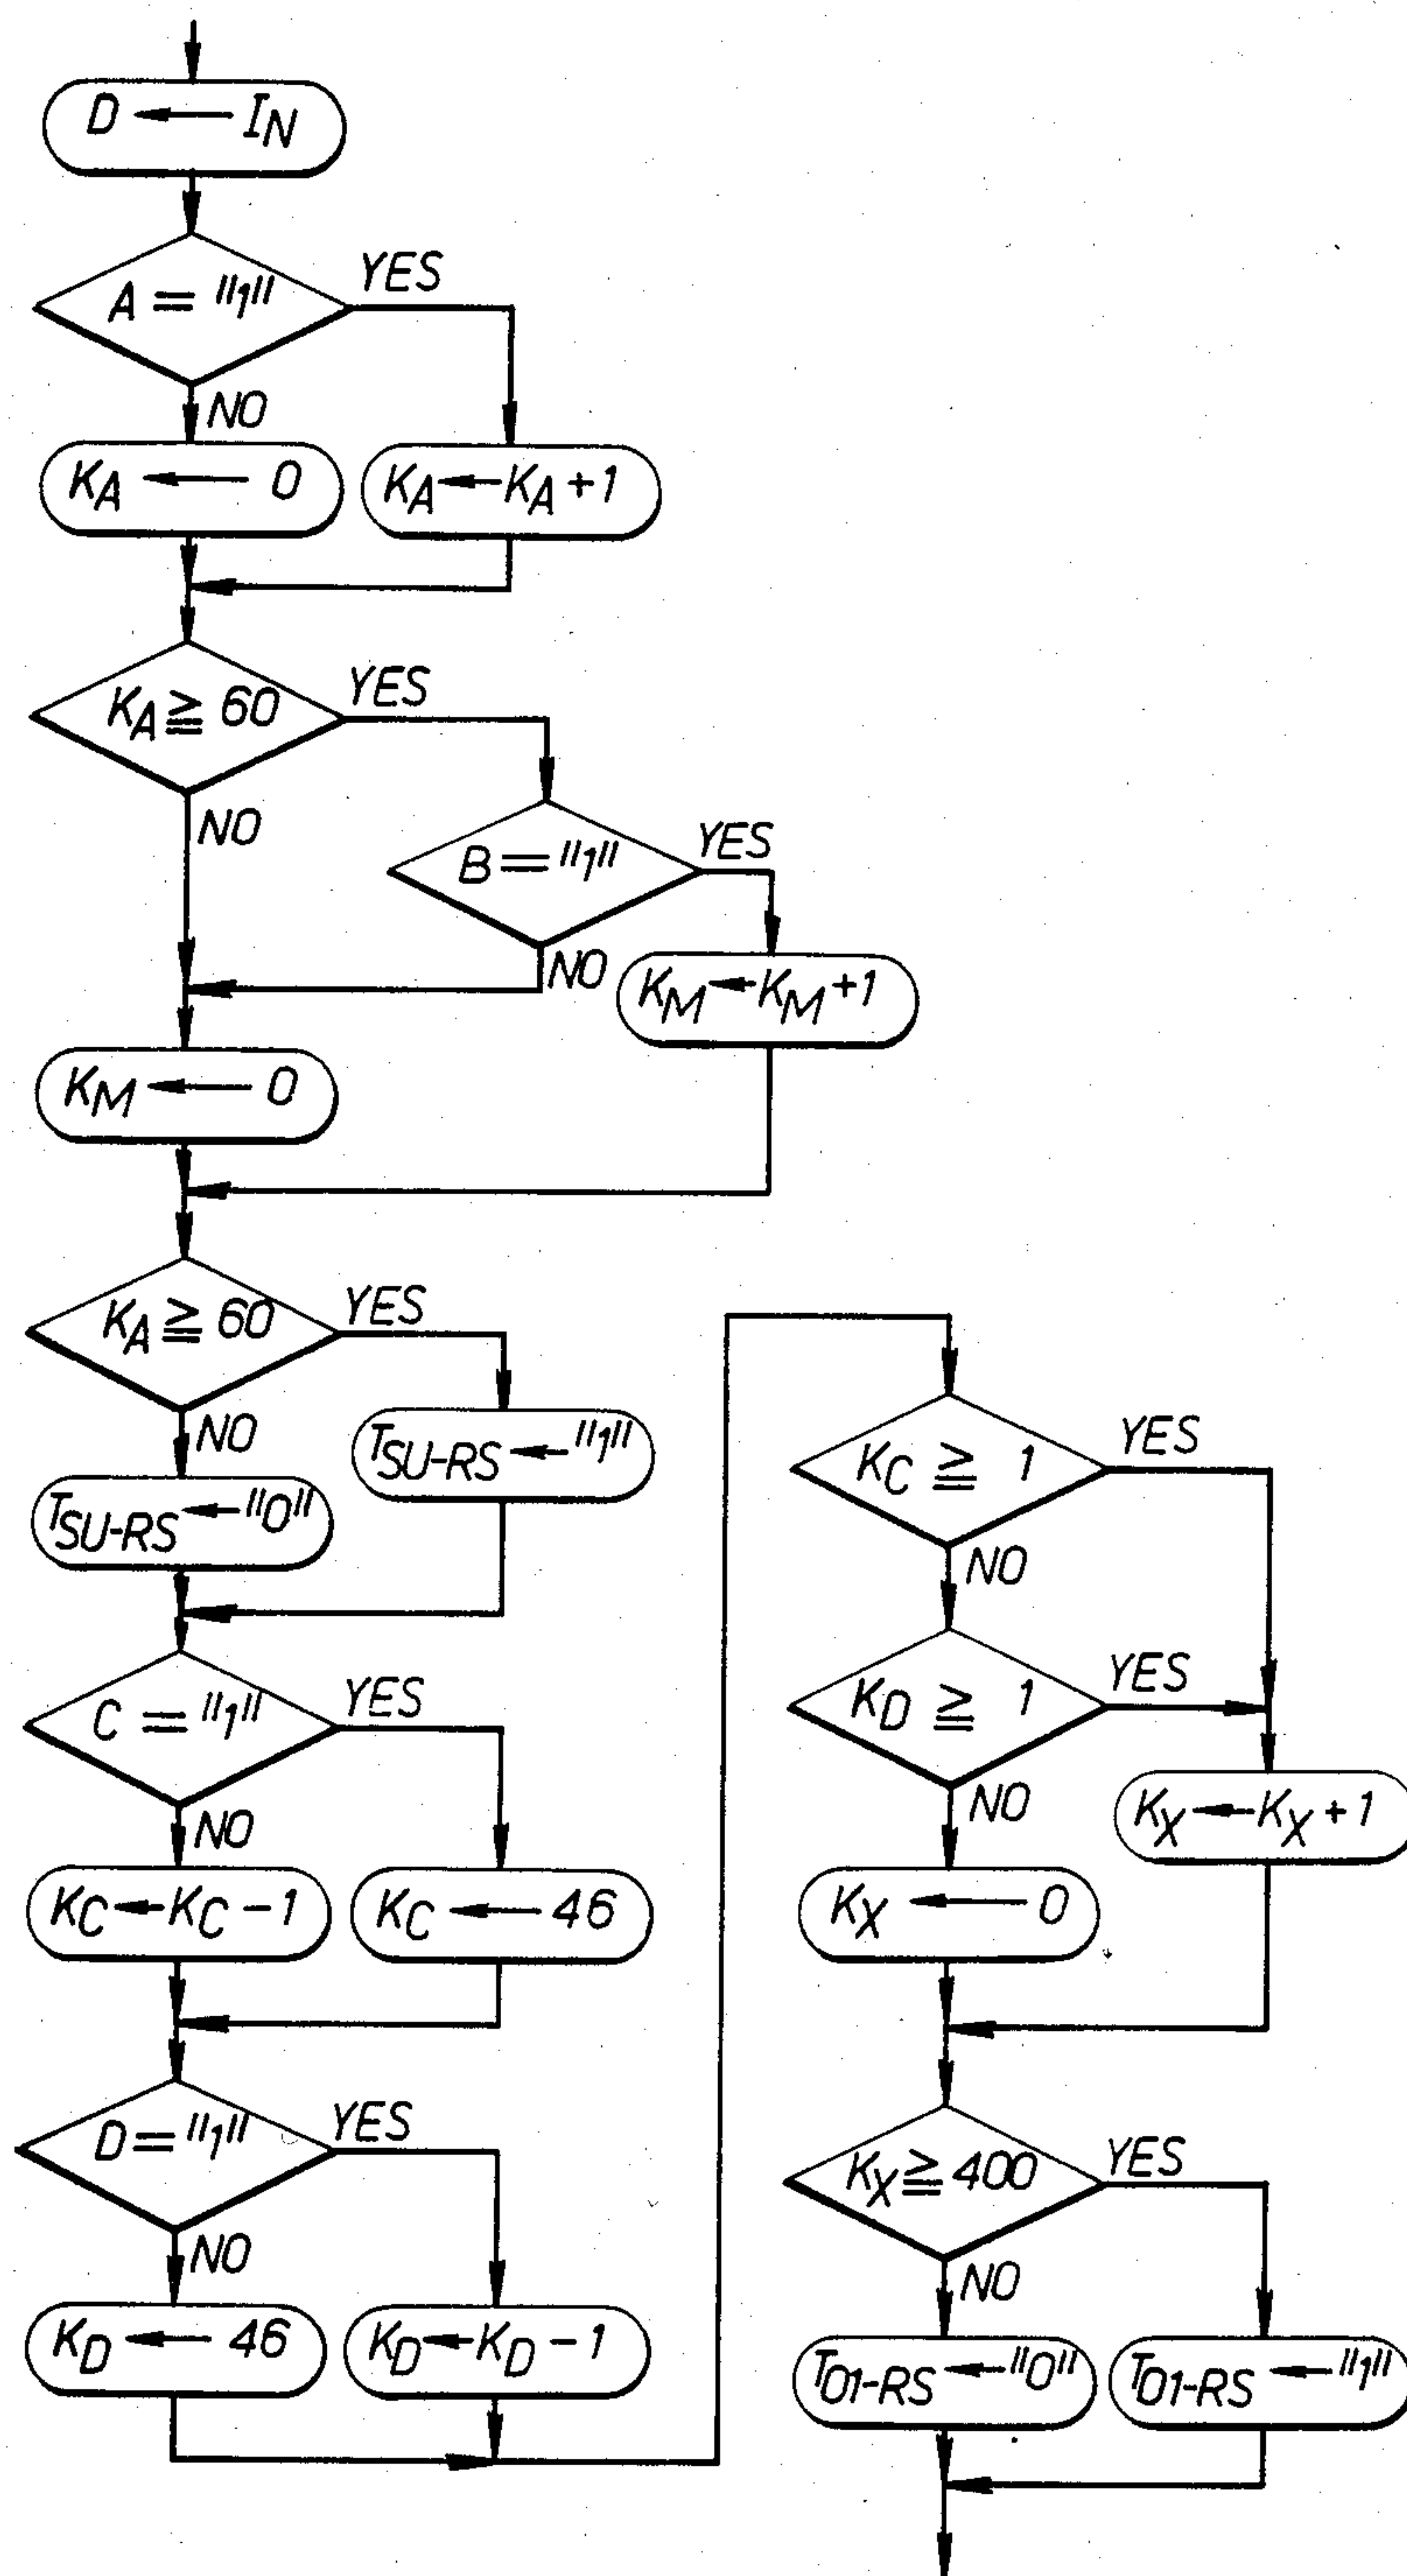 D ← I_N
A = "1"
YES
NO
K_A ← 0
K_A ← K_A + 1
K_A ≧ 60
YES
NO
B = "1"
YES
NO
K_M ← K_M + 1
K_M ← 0
K_A ≧ 60
YES
NO
T_SU-RS ← "1"
T_SU-RS ← "0"
C = "1"
YES
NO
K_C ← K_C - 1
K_C ← 46
D = "1"
YES
NO
K_D ← 46
K_D ← K_D - 1
K_C ≧ 1
YES
NO
K_D ≧ 1
YES
NO
K_X ← K_X + 1
K_X ← 0
K_X ≧ 400
YES
NO
T_01-RS ← "0"
T_01-RS ← "1"